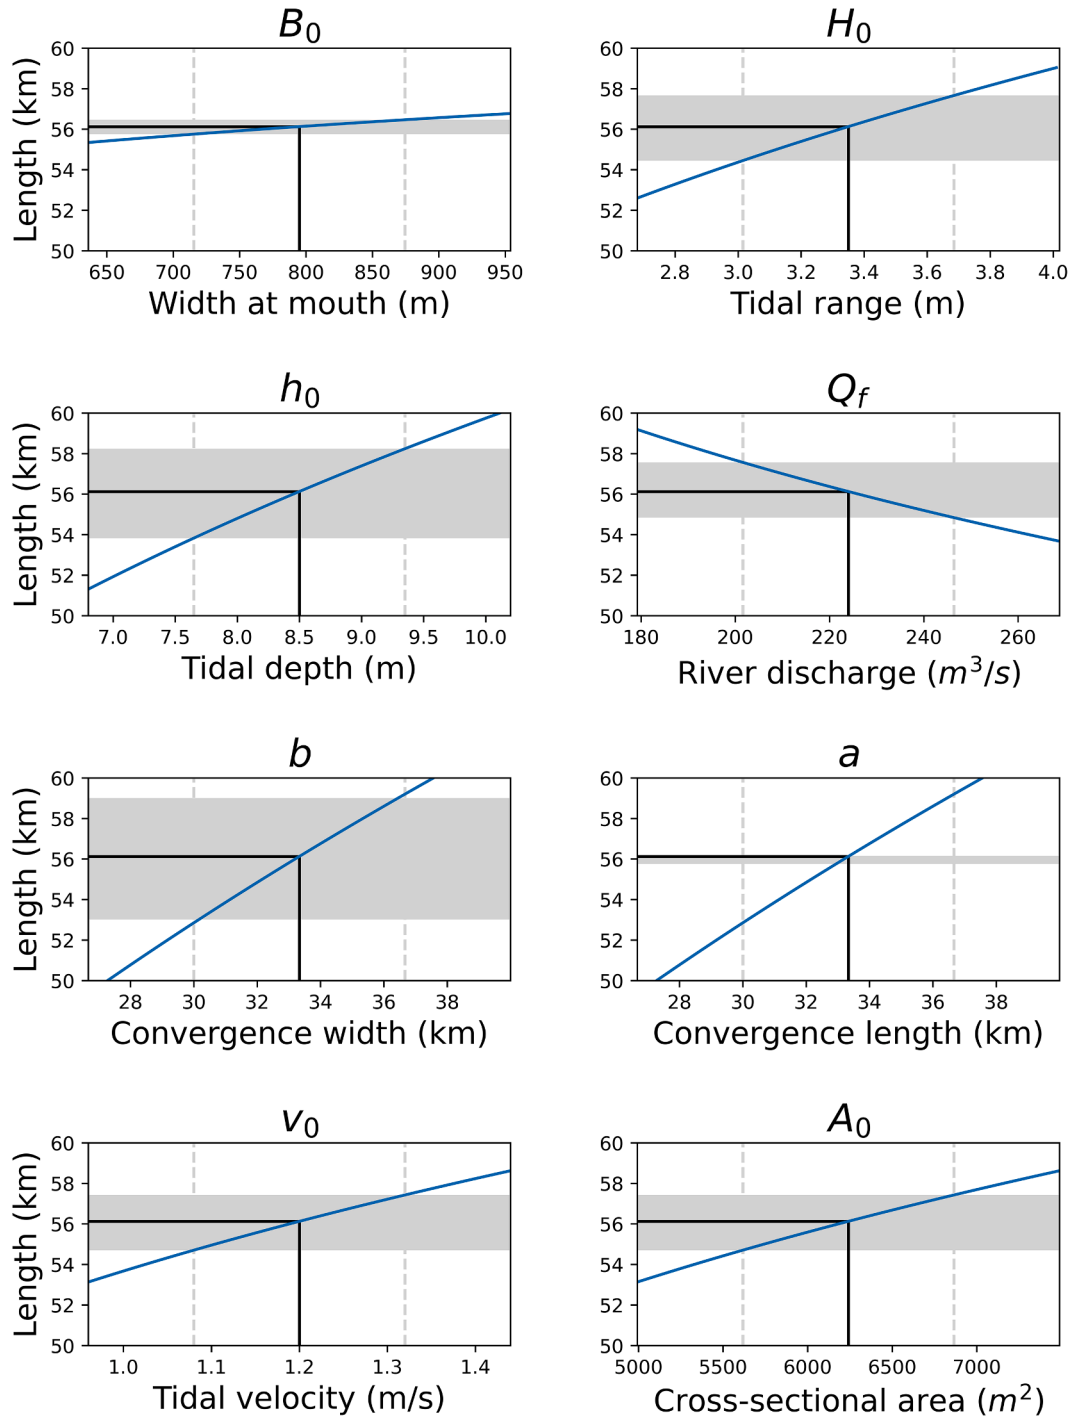 B₀
Length (km)
60
58
56
54
52
50
650 700 750 800 850 900 950
Width at mouth (m)
H₀
60
58
56
54
52
50
2.8 3.0 3.2 3.4 3.6 3.8 4.0
Tidal range (m)
h₀
Length (km)
60
58
56
54
52
50
7.0 7.5 8.0 8.5 9.0 9.5 10.0
Tidal depth (m)
Q_f
60
58
56
54
52
50
180 200 220 240 260
River discharge (m³/s)
b
Length (km)
60
58
56
54
52
50
28 30 32 34 36 38
Convergence width (km)
a
60
58
56
54
52
50
28 30 32 34 36 38
Convergence length (km)
v₀
Length (km)
60
58
56
54
52
50
1.0 1.1 1.2 1.3 1.4
Tidal velocity (m/s)
A₀
60
58
56
54
52
50
5000 5500 6000 6500 7000
Cross-sectional area (m²)